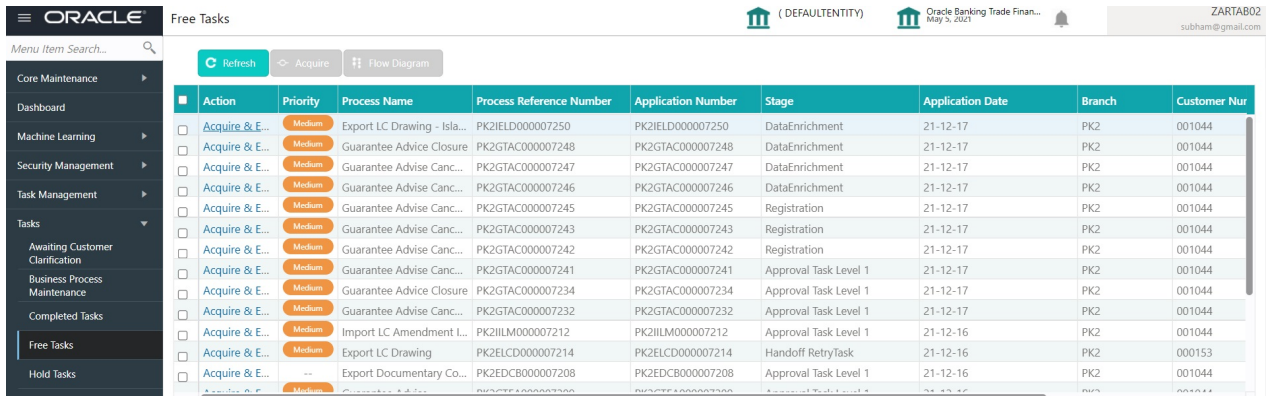 ORACLE
Free Tasks
( DEFAULTENTITY)
Oracle Banking Trade Finan...
May 5, 2021
ZARTAB02
subham@gmail.com
Menu Item Search...
Core Maintenance
Dashboard
Machine Learning
Security Management
Task Management
Tasks
Awaiting Customer
Clarification
Business Process
Maintenance
Completed Tasks
Free Tasks
Hold Tasks
Refresh Acquire Flow Diagram
Action Priority Process Name Process Reference Number Application Number Stage Application Date Branch Customer Nur
Acquire & E... Medium Export LC Drawing - Isla... PK2IELD000007250 PK2IELD000007250 DataEnrichment 21-12-17 PK2 001044
Acquire & E... Medium Guarantee Advice Closure PK2GTAC000007248 PK2GTAC000007248 DataEnrichment 21-12-17 PK2 001044
Acquire & E... Medium Guarantee Advise Canc... PK2GTAC000007247 PK2GTAC000007247 DataEnrichment 21-12-17 PK2 001044
Acquire & E... Medium Guarantee Advise Canc... PK2GTAC000007246 PK2GTAC000007246 DataEnrichment 21-12-17 PK2 001044
Acquire & E... Medium Guarantee Advise Canc... PK2GTAC000007245 PK2GTAC000007245 Registration 21-12-17 PK2 001044
Acquire & E... Medium Guarantee Advise Canc... PK2GTAC000007243 PK2GTAC000007243 Registration 21-12-17 PK2 001044
Acquire & E... Medium Guarantee Advise Canc... PK2GTAC000007242 PK2GTAC000007242 Registration 21-12-17 PK2 001044
Acquire & E... Medium Guarantee Advise Canc... PK2GTAC000007241 PK2GTAC000007241 Approval Task Level 1 21-12-17 PK2 001044
Acquire & E... Medium Guarantee Advice Closure PK2GTAC000007234 PK2GTAC000007234 Approval Task Level 1 21-12-17 PK2 001044
Acquire & E... Medium Guarantee Advise Canc... PK2GTAC000007232 PK2GTAC000007232 Approval Task Level 1 21-12-17 PK2 001044
Acquire & E... Medium Import LC Amendment I... PK2IILM000007212 PK2IILM000007212 Approval Task Level 1 21-12-16 PK2 001044
Acquire & E... Medium Export LC Drawing PK2ELCD000007214 PK2ELCD000007214 Handoff RetryTask 21-12-16 PK2 000153
Acquire & E... -- Export Documentary Co... PK2EDCB000007208 PK2EDCB000007208 Approval Task Level 1 21-12-16 PK2 001044
Medium